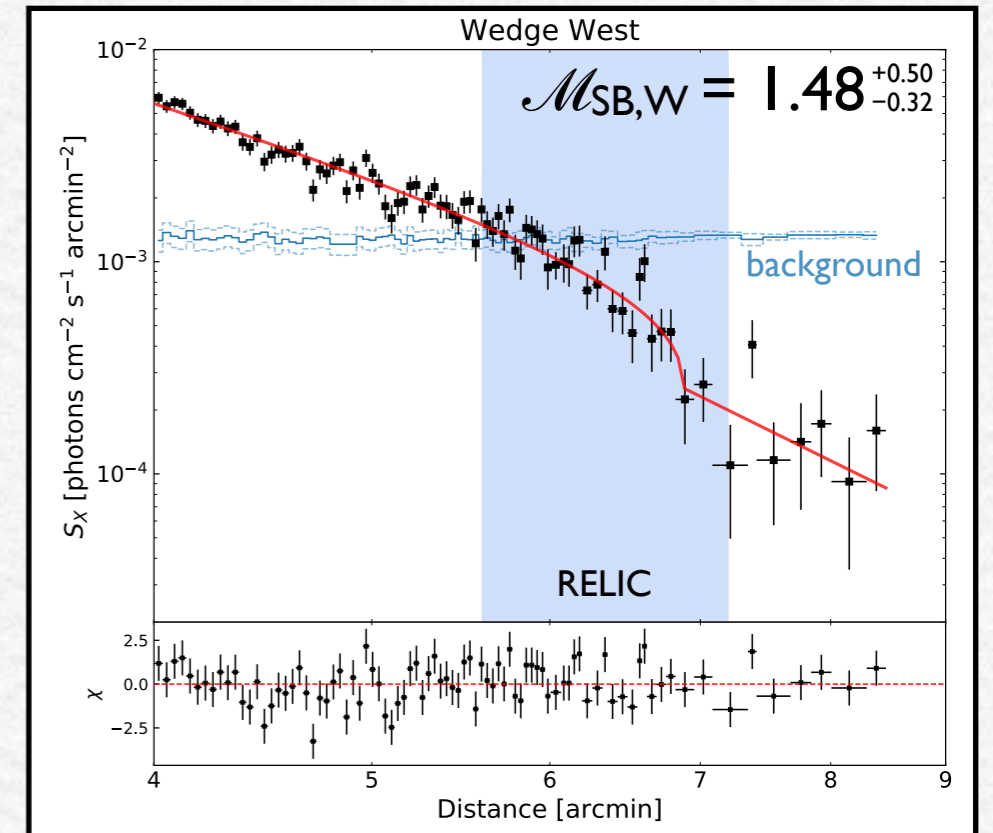 Wedge West
ℳSB,W = 1.48 +0.50 −0.32
10⁻²
10⁻³
10⁻⁴
S_X [photons cm⁻² s⁻¹ arcmin⁻²]
background
RELIC
2.5
0.0
−2.5
χ
4 5 6 7 8 9
Distance [arcmin]